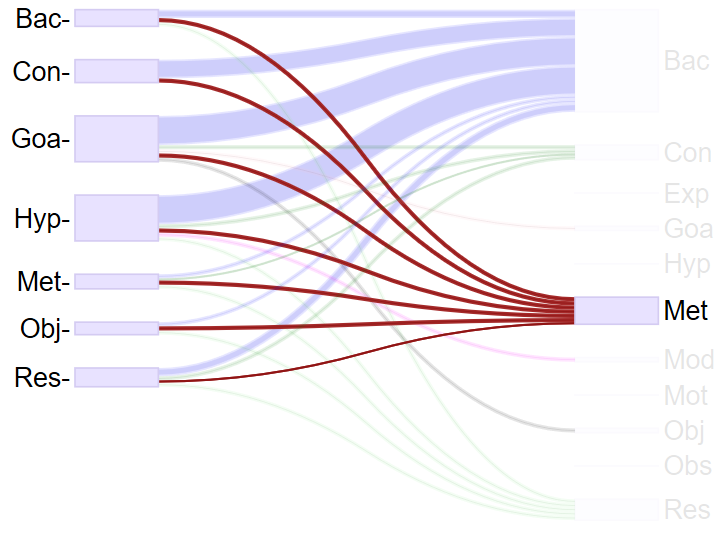 Bac-
Con-
Goa-
Hyp-
Met-
Obj-
Res-
Bac
Con
Exp
Goa
Hyp
Met
Mod
Mot
Obj
Obs
Res